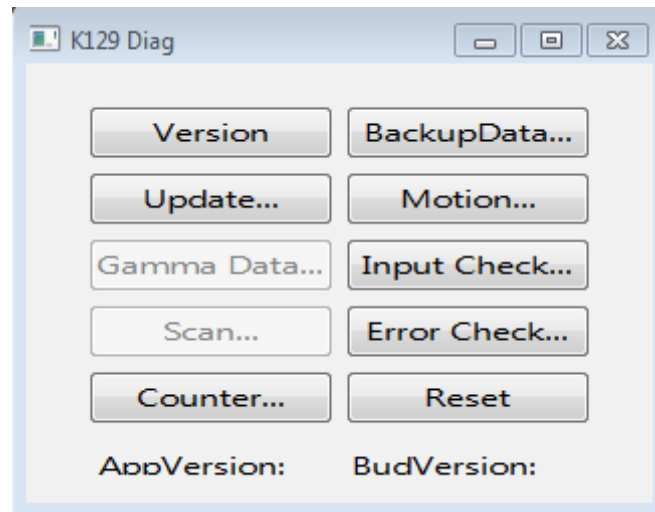 K129 Diag
Version BackupData...
Update... Motion...
Gamma Data... Input Check...
Scan... Error Check...
Counter... Reset
AppVersion: BudVersion: